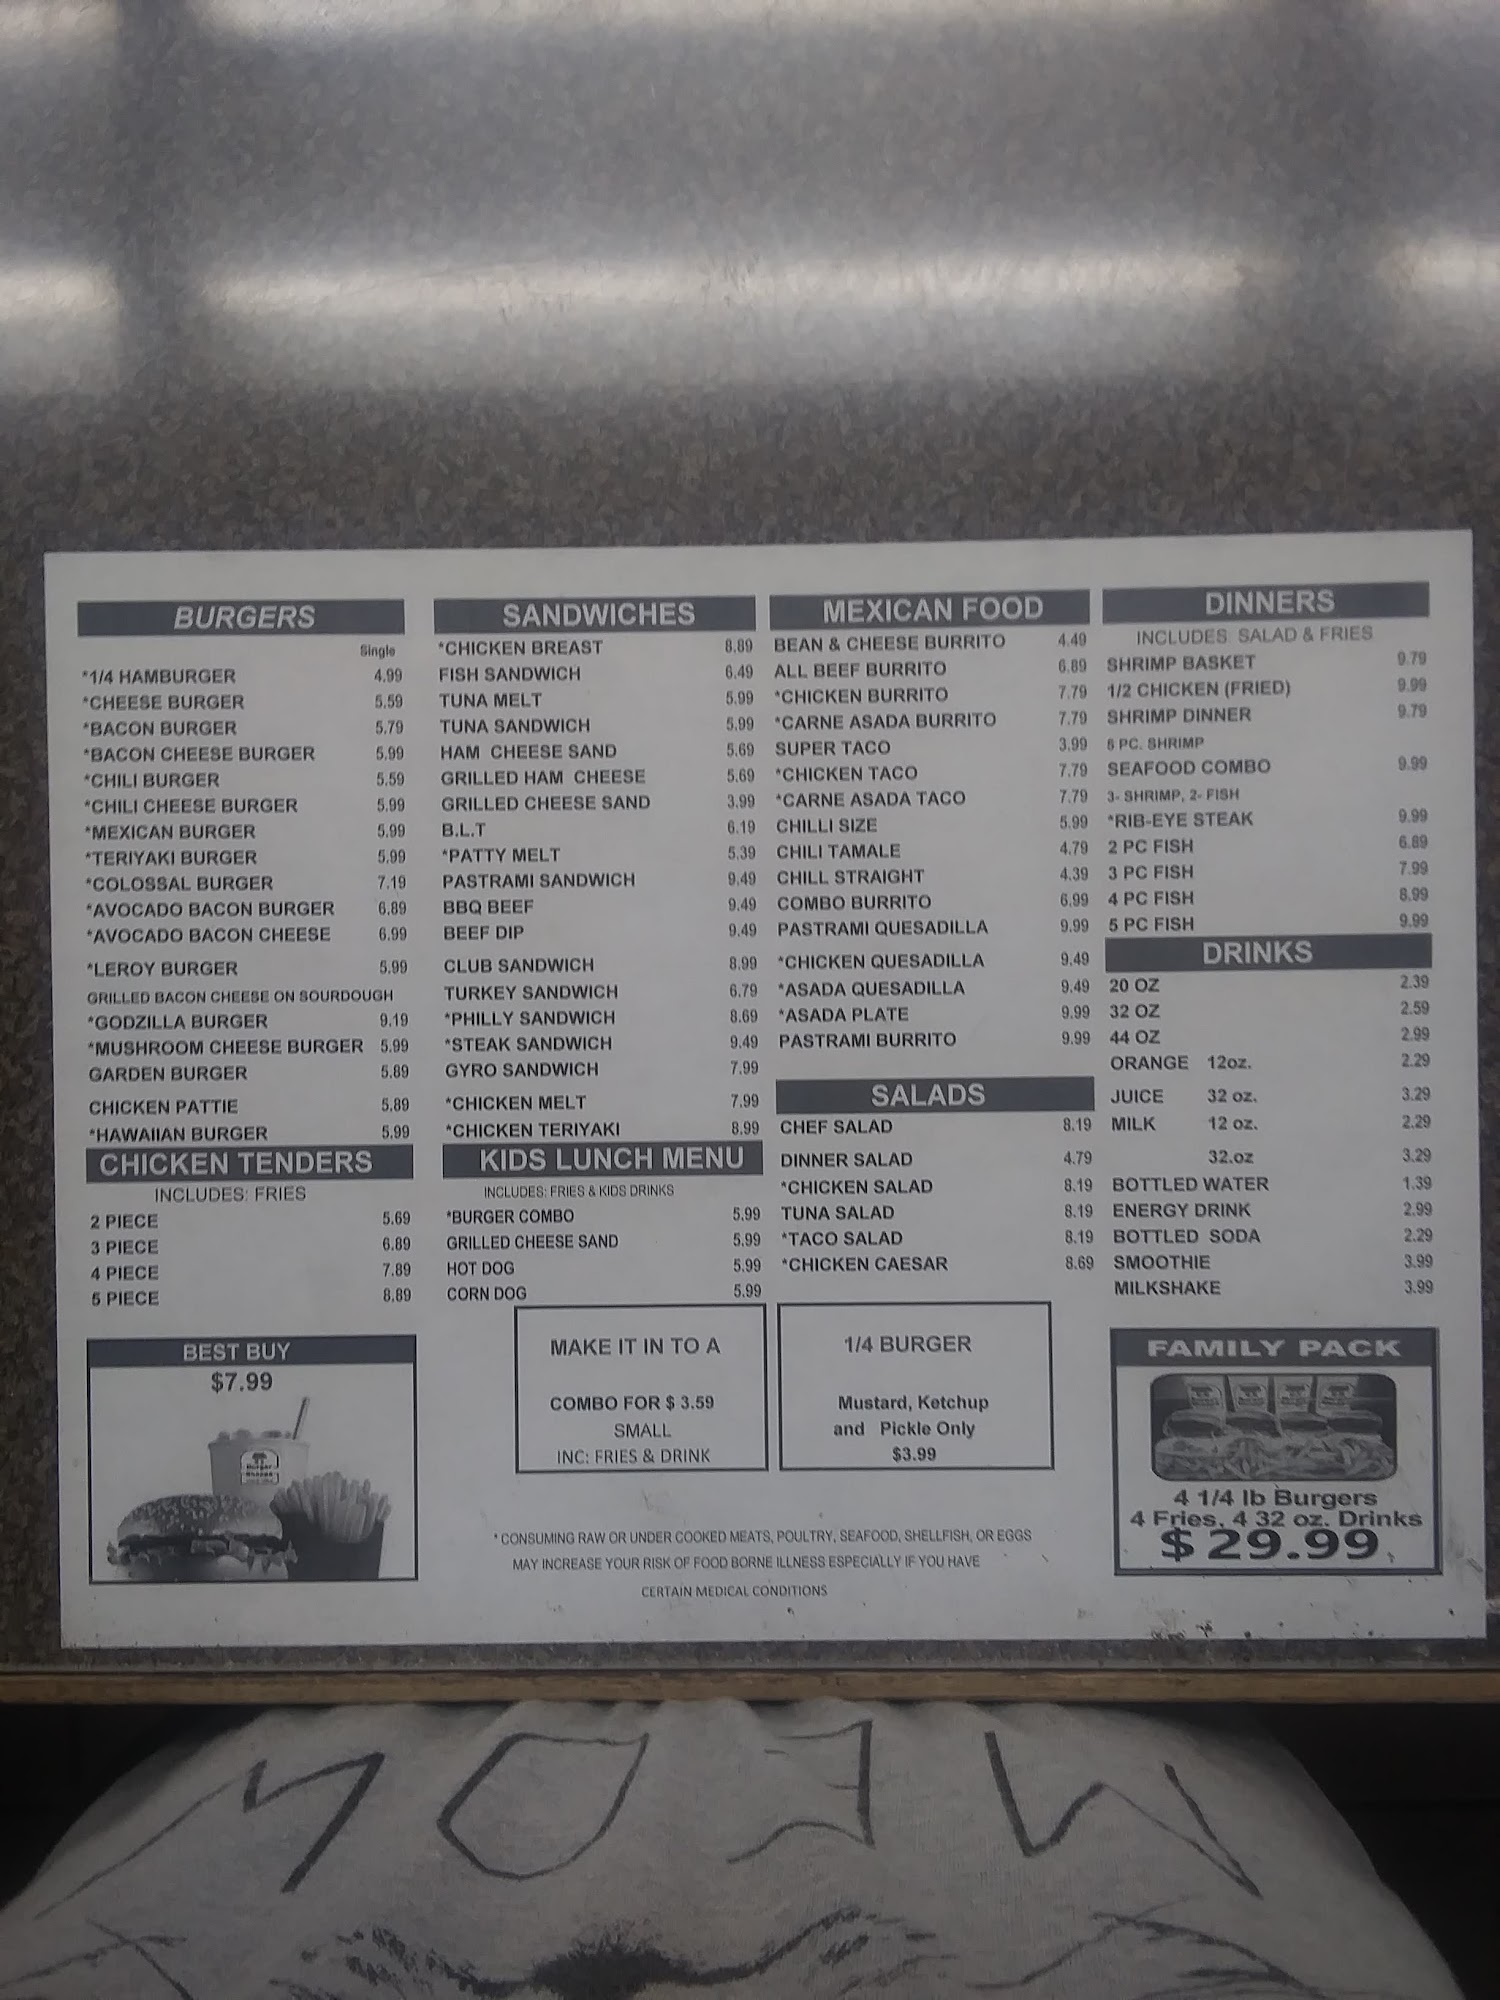 BURGERS
Single
*1/4 HAMBURGER 4.99
*CHEESE BURGER 5.59
*BACON BURGER 5.79
*BACON CHEESE BURGER 5.99
*CHILI BURGER 5.59
*CHILI CHEESE BURGER 5.99
*MEXICAN BURGER 5.99
*TERIYAKI BURGER 5.99
*COLOSSAL BURGER 7.19
*AVOCADO BACON BURGER 6.89
*AVOCADO BACON CHEESE 6.99
*LEROY BURGER 5.99
GRILLED BACON CHEESE ON SOURDOUGH
*GODZILLA BURGER 9.19
*MUSHROOM CHEESE BURGER 5.99
GARDEN BURGER 5.89
CHICKEN PATTIE 5.89
*HAWAIIAN BURGER 5.99
CHICKEN TENDERS
INCLUDES: FRIES
2 PIECE 5.69
3 PIECE 6.89
4 PIECE 7.89
5 PIECE 8.89
BEST BUY
$7.99
SANDWICHES
*CHICKEN BREAST 8.89
FISH SANDWICH 6.49
TUNA MELT 5.99
TUNA SANDWICH 5.99
HAM CHEESE SAND 5.69
GRILLED HAM CHEESE 5.69
GRILLED CHEESE SAND 3.99
B.L.T 6.19
*PATTY MELT 5.39
PASTRAMI SANDWICH 9.49
BBQ BEEF 9.49
BEEF DIP 9.49
CLUB SANDWICH 8.99
TURKEY SANDWICH 6.79
*PHILLY SANDWICH 8.69
*STEAK SANDWICH 9.49
GYRO SANDWICH 7.99
*CHICKEN MELT 7.99
*CHICKEN TERIYAKI 8.99
KIDS LUNCH MENU
INCLUDES: FRIES & KIDS DRINKS
*BURGER COMBO 5.99
GRILLED CHEESE SAND 5.99
HOT DOG 5.99
CORN DOG 5.99
MAKE IT IN TO A
COMBO FOR $ 3.59
SMALL
INC: FRIES & DRINK
MEXICAN FOOD
BEAN & CHEESE BURRITO 4.49
ALL BEEF BURRITO 6.89
*CHICKEN BURRITO 7.79
*CARNE ASADA BURRITO 7.79
SUPER TACO 3.99
*CHICKEN TACO 7.79
*CARNE ASADA TACO 7.79
CHILLI SIZE 5.99
CHILI TAMALE 4.79
CHILL STRAIGHT 4.39
COMBO BURRITO 6.99
PASTRAMI QUESADILLA 9.99
*CHICKEN QUESADILLA 9.49
*ASADA QUESADILLA 9.49
*ASADA PLATE 9.99
PASTRAMI BURRITO 9.99
SALADS
CHEF SALAD 8.19
DINNER SALAD 4.79
*CHICKEN SALAD 8.19
TUNA SALAD 8.19
*TACO SALAD 8.19
*CHICKEN CAESAR 8.69
1/4 BURGER
Mustard, Ketchup
and Pickle Only
$3.99
DINNERS
INCLUDES: SALAD & FRIES
SHRIMP BASKET 9.79
1/2 CHICKEN (FRIED) 9.99
SHRIMP DINNER 9.79
6 PC. SHRIMP
SEAFOOD COMBO 9.99
3- SHRIMP, 2- FISH
*RIB-EYE STEAK 9.99
2 PC FISH 6.89
3 PC FISH 7.99
4 PC FISH 8.99
5 PC FISH 9.99
DRINKS
20 OZ 2.39
32 OZ 2.59
44 OZ 2.99
ORANGE 12oz. 2.29
JUICE 32 oz. 3.29
MILK 12 oz. 2.29
32.oz 3.29
BOTTLED WATER 1.39
ENERGY DRINK 2.99
BOTTLED SODA 2.29
SMOOTHIE 3.99
MILKSHAKE 3.99
FAMILY PACK
4 1/4 lb Burgers
4 Fries, 4 32 oz. Drinks
$29.99
* CONSUMING RAW OR UNDER COOKED MEATS, POULTRY, SEAFOOD, SHELLFISH, OR EGGS
MAY INCREASE YOUR RISK OF FOOD BORNE ILLNESS ESPECIALLY IF YOU HAVE
CERTAIN MEDICAL CONDITIONS
MEOW